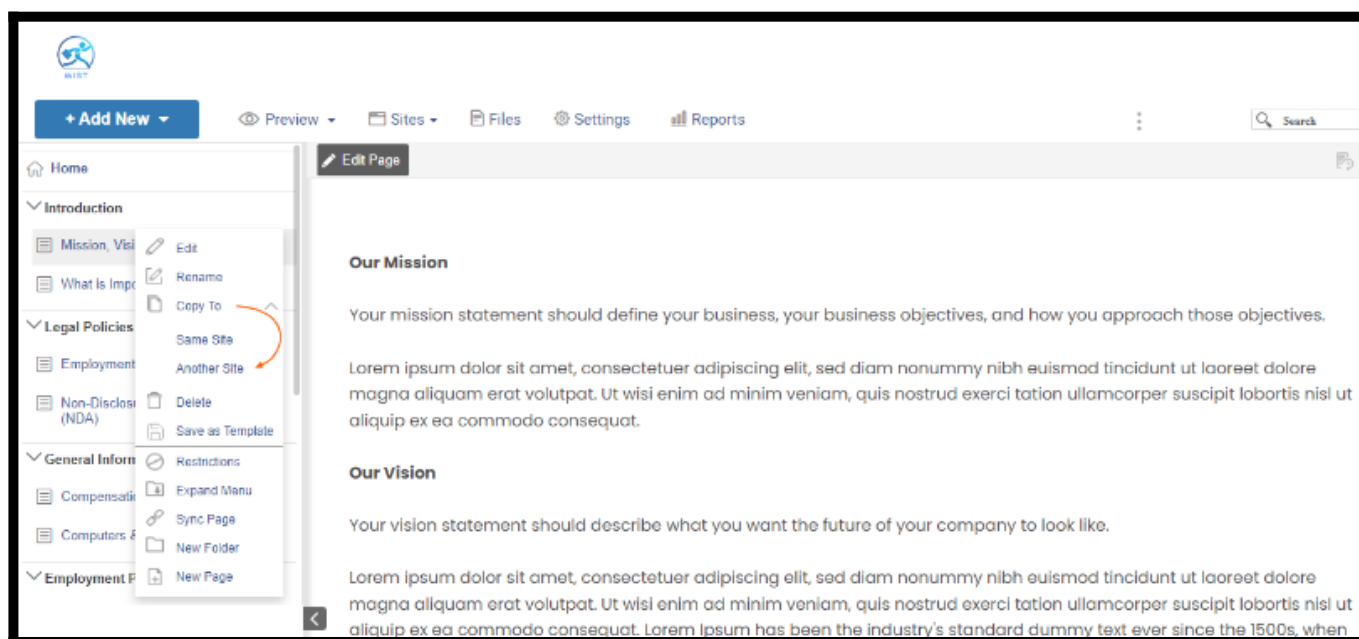 MIST
+ Add New
Preview
Sites
Files
Settings
Reports
Search
Home
Edit Page
Introduction
Mission, Visi
What is Impo
Legal Policies
Employment
Non-Disclos
(NDA)
General Inform
Compensati
Computers &
Employment P
Edit
Rename
Copy To
Same Site
Another Site
Delete
Save as Template
Restrictions
Expand Menu
Sync Page
New Folder
New Page
Our Mission
Your mission statement should define your business, your business objectives, and how you approach those objectives.
Lorem ipsum dolor sit amet, consectetuer adipiscing elit, sed diam nonummy nibh euismod tincidunt ut laoreet dolore
magna aliquam erat volutpat. Ut wisi enim ad minim veniam, quis nostrud exerci tation ullamcorper suscipit lobortis nisl ut
aliquip ex ea commodo consequat.
Our Vision
Your vision statement should describe what you want the future of your company to look like.
Lorem ipsum dolor sit amet, consectetuer adipiscing elit, sed diam nonummy nibh euismod tincidunt ut laoreet dolore
magna aliquam erat volutpat. Ut wisi enim ad minim veniam, quis nostrud exerci tation ullamcorper suscipit lobortis nisl ut
aliquip ex ea commodo consequat. Lorem Ipsum has been the industry's standard dummy text ever since the 1500s, when